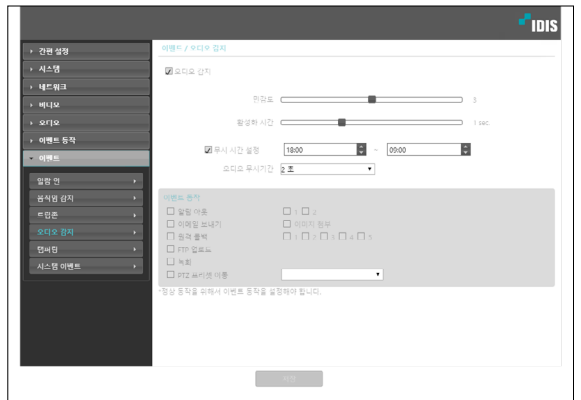 IDIS
간편 설정
시스템
네트워크
비디오
오디오
이벤트 동작
이벤트
알람 인
움직임 감지
트립존
오디오 감지
탬퍼링
시스템 이벤트
이벤트 / 오디오 감지
오디오 감지
민감도 3
활성화 시간 1 sec
무시 시간 설정 18:00 ~ 09:00
오디오 무시기간 2 초
이벤트 동작
알람 아웃 1 2
이메일 보내기 이미지 첨부
원격 콜백 1 2 3 4 5
FTP 업로드
녹화
PTZ 프리셋 이동
*정상 동작을 위해서 이벤트 동작을 설정해야 합니다.
저장